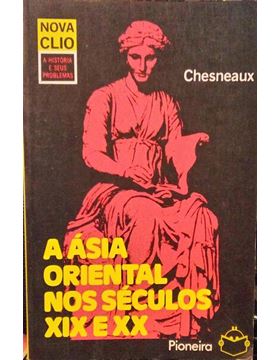 NOVA
CLIO
A HISTÓRIA
E SEUS
PROBLEMAS
Chesneaux
A ÁSIA
ORIENTAL
NOS SÉCULOS
XIX E XX
Pioneira